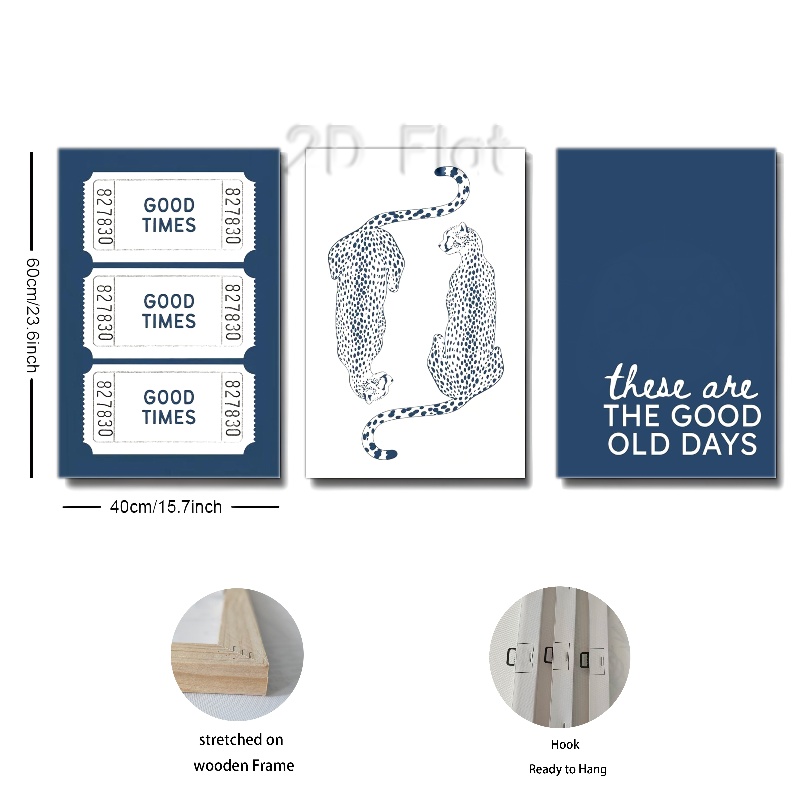 2D Flat
60cm/23.6inch
827830
GOOD
TIMES
827830
827830
GOOD
TIMES
827830
827830
GOOD
TIMES
827830
these are
THE GOOD
OLD DAYS
40cm/15.7inch
stretched on
wooden Frame
Hook
Ready to Hang